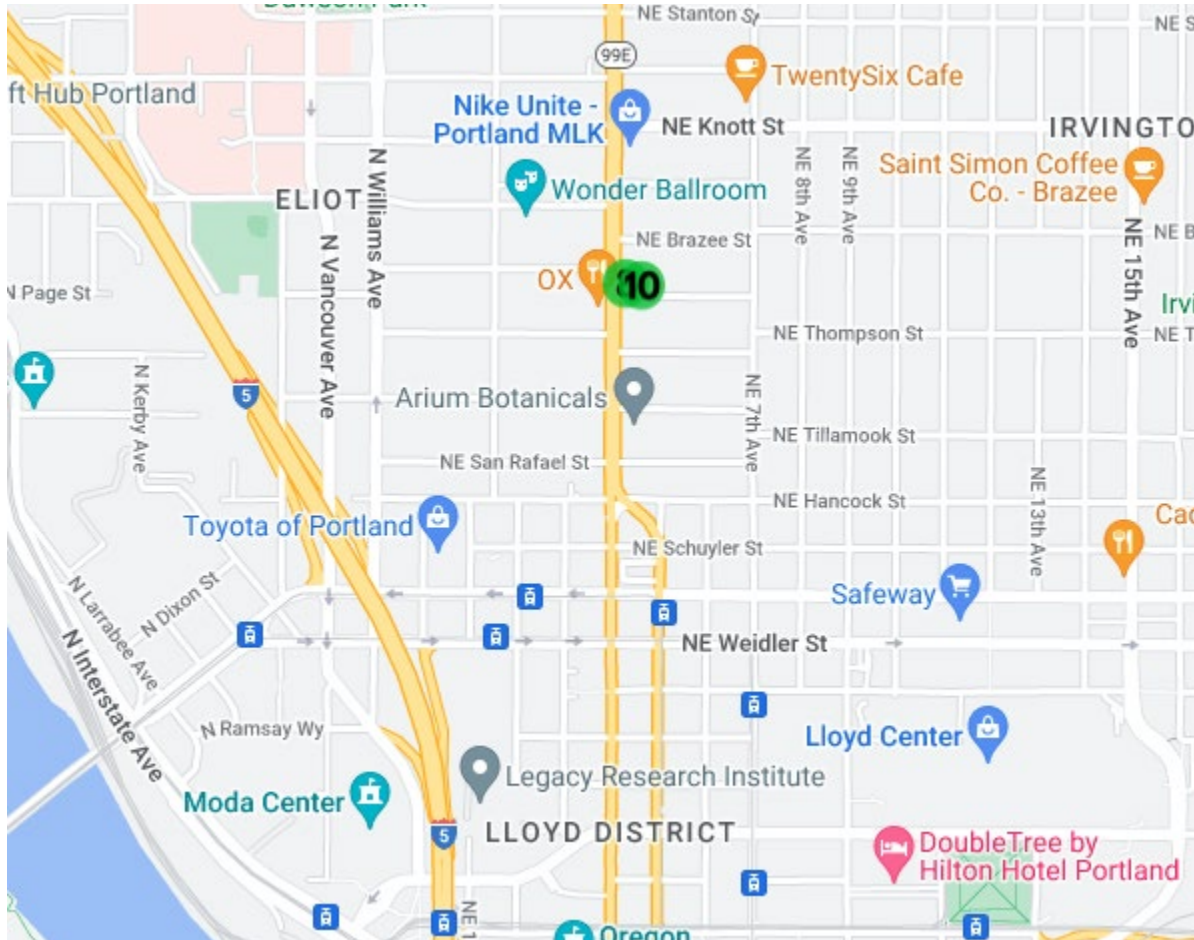 NE Stanton St
NE S
99E
TwentySix Cafe
ft Hub Portland
Nike Unite -
Portland MLK
NE Knott St
IRVINGTO
Saint Simon Coffee
Co. - Brazee
NE 8th Ave
NE 9th Ave
N Williams Ave
Wonder Ballroom
ELIOT
NE 15th Ave
NE Brazee St
NE B
N Vancouver Ave
OX
10
N Page St
Irvi
NE Thompson St
NE T
5
N Kerby Ave
Arium Botanicals
NE 7th Ave
NE Tillamook St
NE San Rafael St
NE 13th Ave
NE Hancock St
Toyota of Portland
Cac
NE Schuyler St
N Larrabee Ave
N Dixon St
Safeway
N Interstate Ave
NE Weidler St
N Ramsay Wy
Lloyd Center
Legacy Research Institute
Moda Center
5
LLOYD DISTRICT
DoubleTree by
Hilton Hotel Portland
NE 1
Oregon